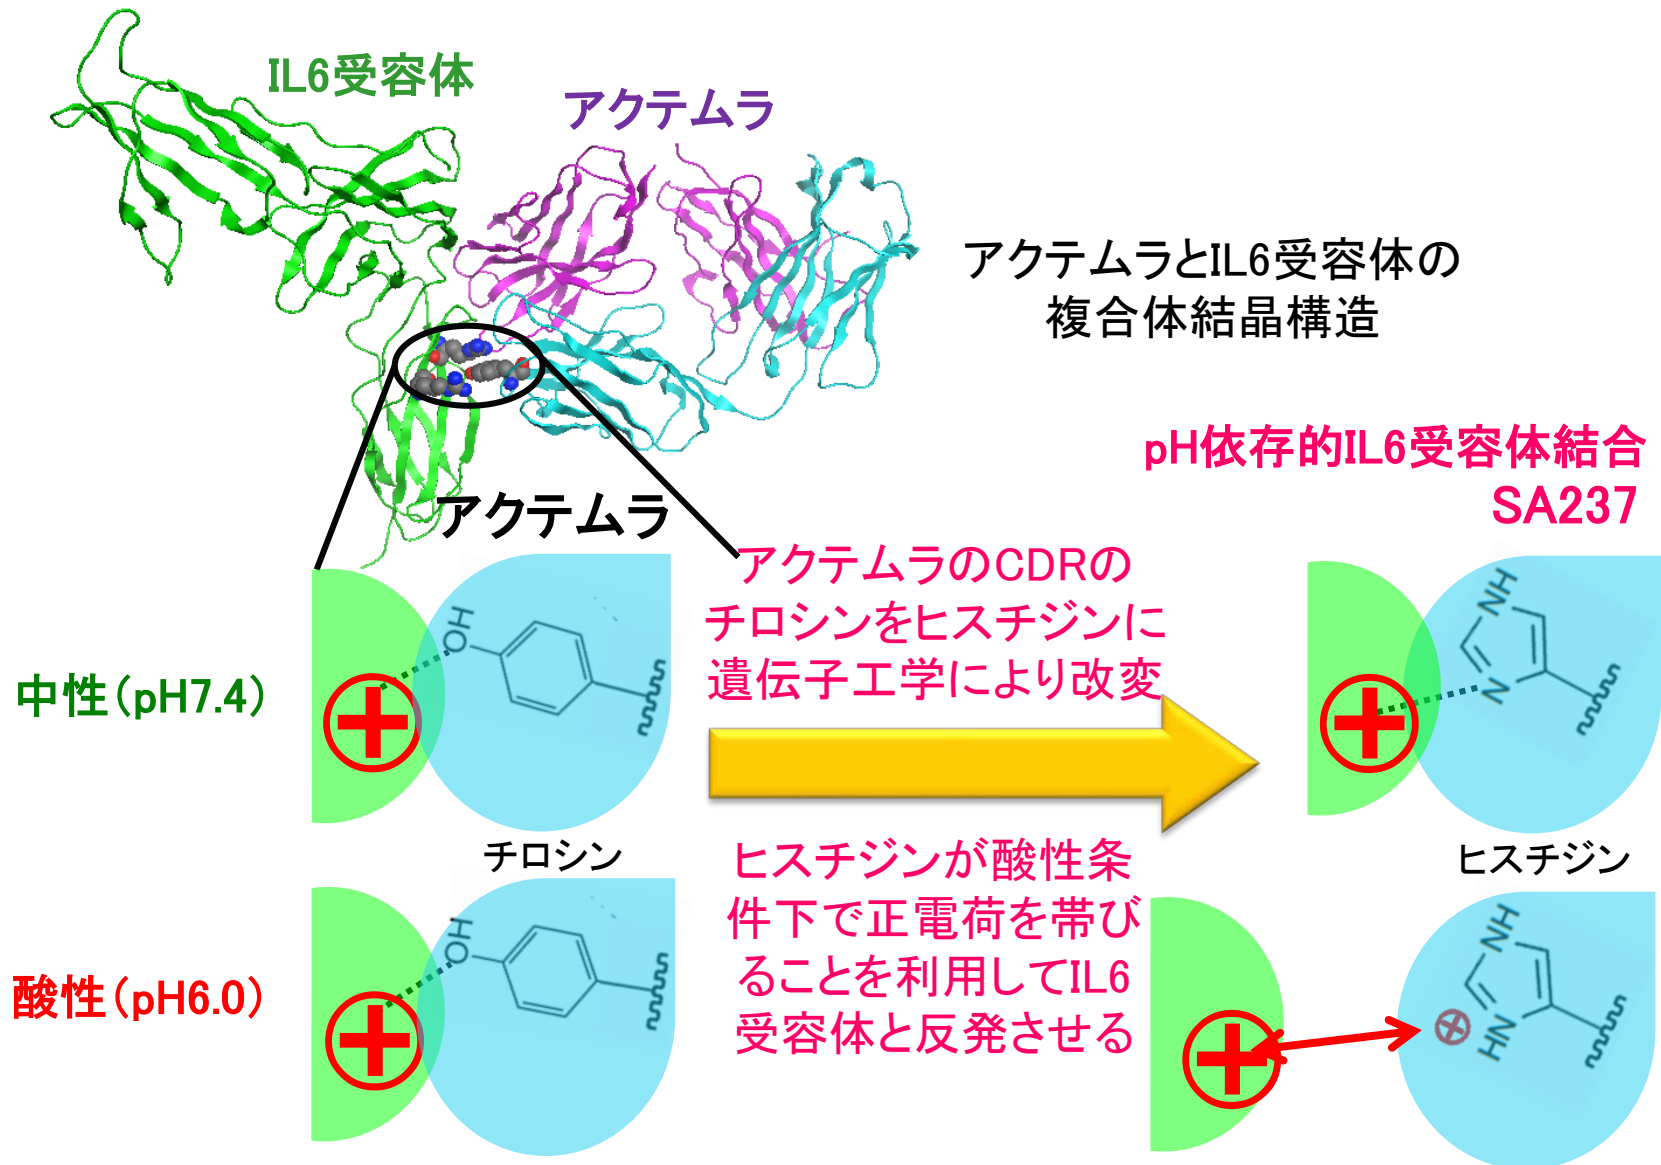 IL6受容体
アクテムラ
アクテムラとIL6受容体の
複合体結晶構造
pH依存的IL6受容体結合
SA237
アクテムラ
アクテムラのCDRの
チロシンをヒスチジンに
遺伝子工学により改変
中性(pH7.4)
OH
NH
N
チロシン
ヒスチジン
ヒスチジンが酸性条
件下で正電荷を帯び
ることを利用してIL6
受容体と反発させる
酸性(pH6.0)
OH
NH
HN